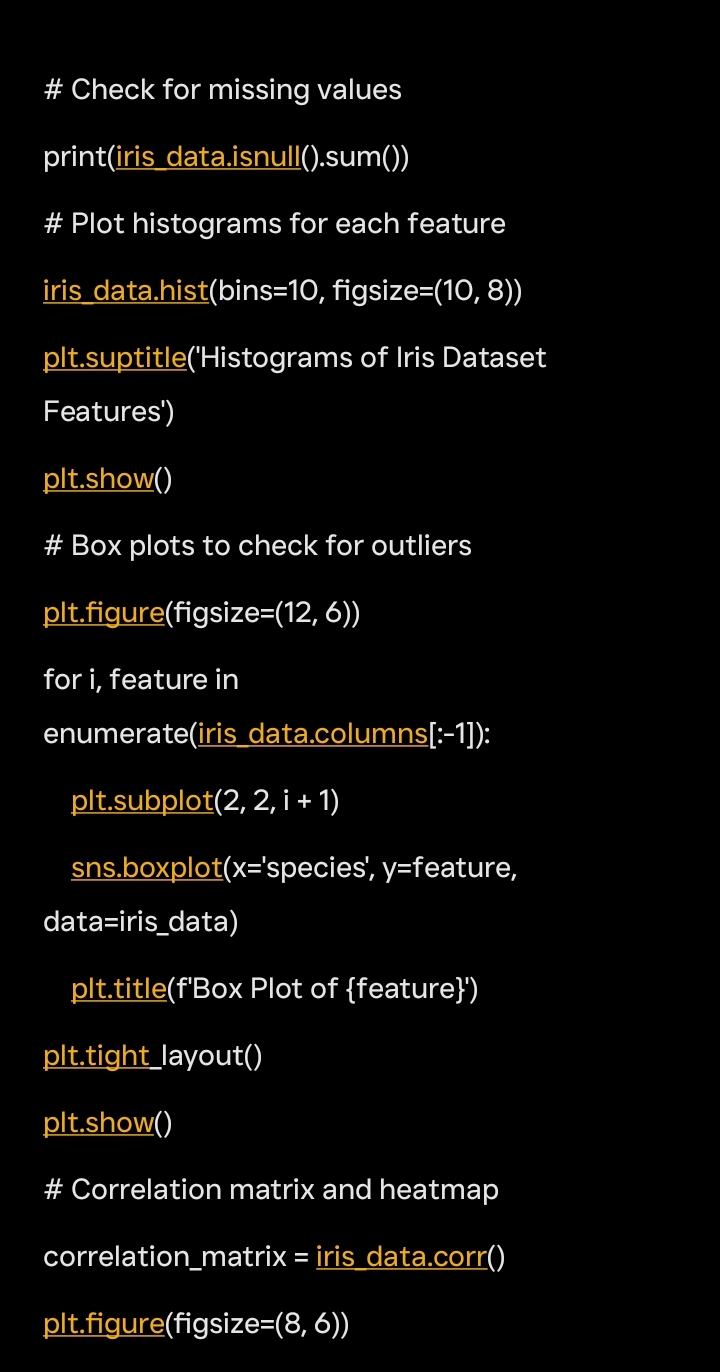 # Check for missing values
print(iris_data.isnull().sum())
# Plot histograms for each feature
iris_data.hist(bins=10, figsize=(10, 8))
plt.suptitle('Histograms of Iris Dataset
Features')
plt.show()
# Box plots to check for outliers
plt.figure(figsize=(12, 6))
for i, feature in
enumerate(iris_data.columns[:-1]):
    plt.subplot(2, 2, i + 1)
    sns.boxplot(x='species', y=feature,
data=iris_data)
    plt.title(f'Box Plot of {feature}')
plt.tight_layout()
plt.show()
# Correlation matrix and heatmap
correlation_matrix = iris_data.corr()
plt.figure(figsize=(8, 6))